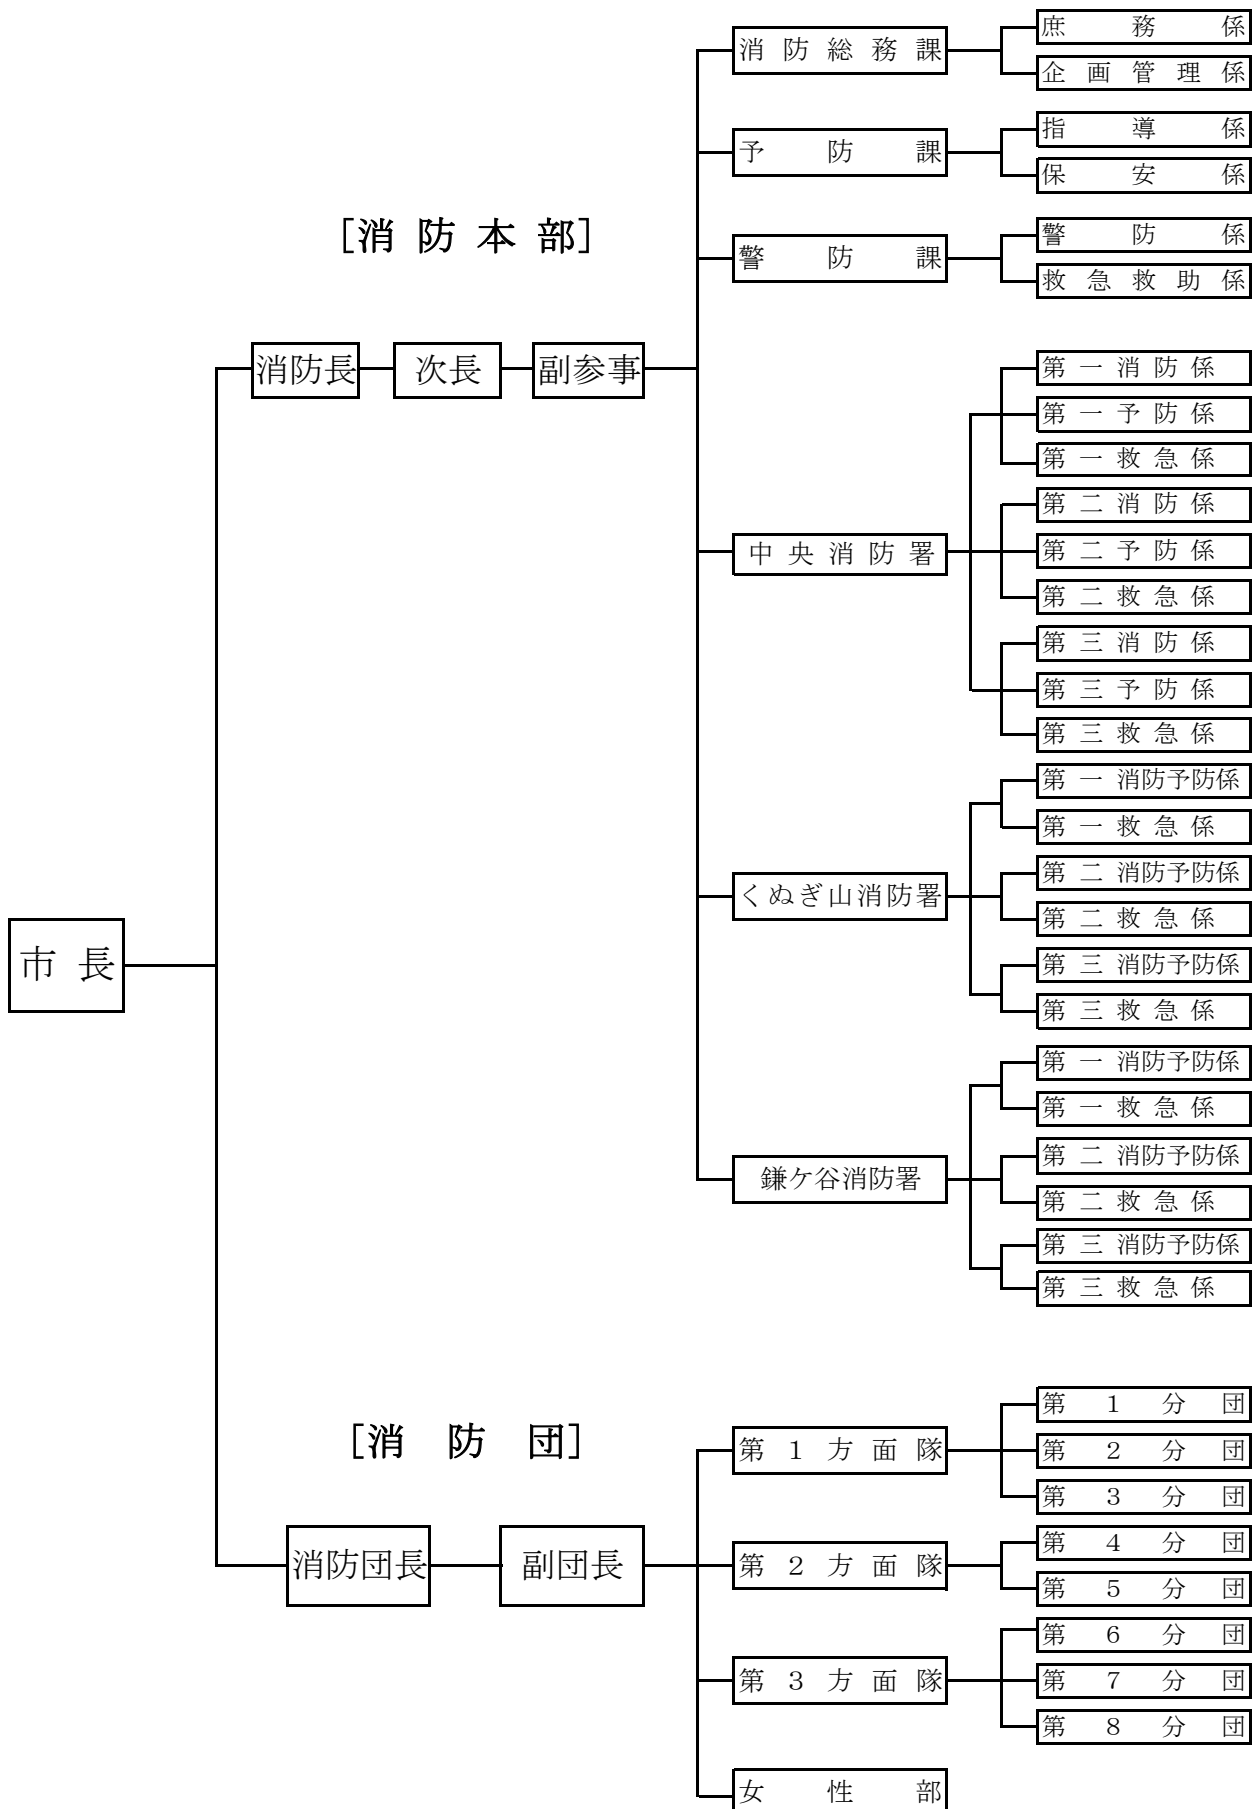 消防総務課
庶務係
企画管理係
予防課
指導係
保安係
[消防本部]
警防課
警防係
救急救助係
消防長
次長
副参事
中央消防署
第一消防係
第一予防係
第一救急係
第二消防係
第二予防係
第二救急係
第三消防係
第三予防係
第三救急係
くぬぎ山消防署
第一消防予防係
第一救急係
第二消防予防係
第二救急係
第三消防予防係
第三救急係
市長
鎌ケ谷消防署
第一消防予防係
第一救急係
第二消防予防係
第二救急係
第三消防予防係
第三救急係
[消防団]
消防団長
副団長
第1方面隊
第1分団
第2分団
第3分団
第2方面隊
第4分団
第5分団
第3方面隊
第6分団
第7分団
第8分団
女性部